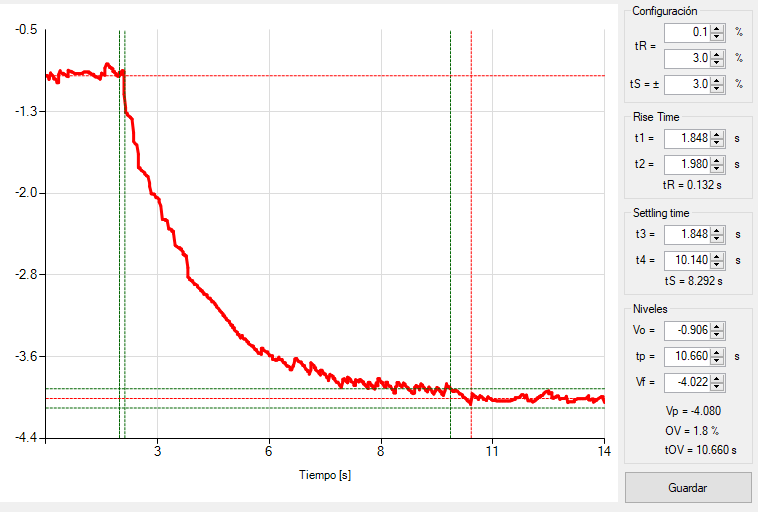 -0.5
-1.3
-2.0
-2.8
-3.6
-4.4
3
6
8
11
14
Tiempo [s]
Configuración
tR =
0.1 %
3.0 %
tS = ± 3.0 %
Rise Time
t1 = 1.848 s
t2 = 1.980 s
tR = 0.132 s
Settling time
t3 = 1.848 s
t4 = 10.140 s
tS = 8.292 s
Niveles
Vo = -0.906
tp = 10.660 s
Vf = -4.022
Vp = -4.080
OV = 1.8 %
tOV = 10.660 s
Guardar